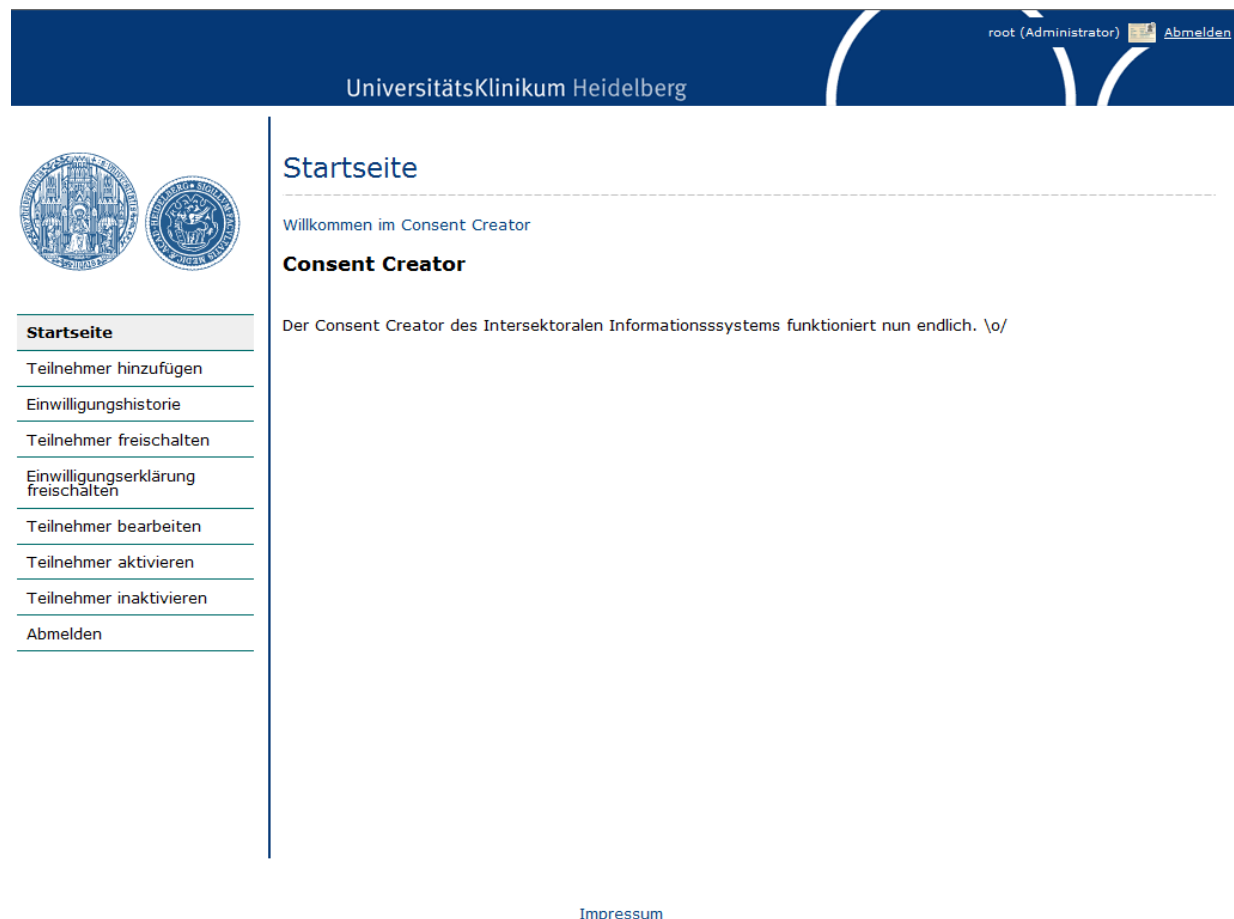 root (Administrator) Abmelden
UniversitätsKlinikum Heidelberg
Startseite
Willkommen im Consent Creator
Consent Creator
Der Consent Creator des Intersektoralen Informationsssystems funktioniert nun endlich. \o/
Startseite
Teilnehmer hinzufügen
Einwilligungshistorie
Teilnehmer freischalten
Einwilligungserklärung
freischalten
Teilnehmer bearbeiten
Teilnehmer aktivieren
Teilnehmer inaktivieren
Abmelden
Impressum